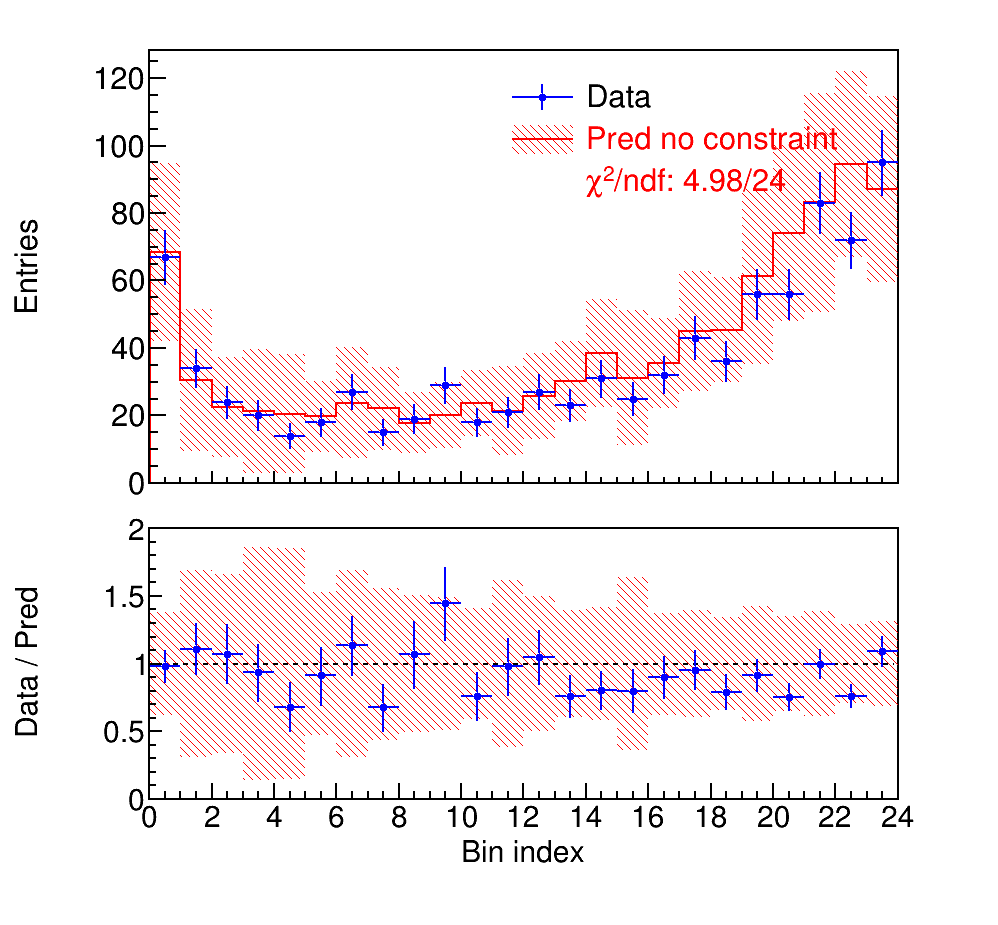 120
100
80
60
40
20
0
Entries
Data
Pred no constraint
χ²/ndf: 4.98/24
2
1.5
1
0.5
0
Data / Pred
0 2 4 6 8 10 12 14 16 18 20 22 24
Bin index